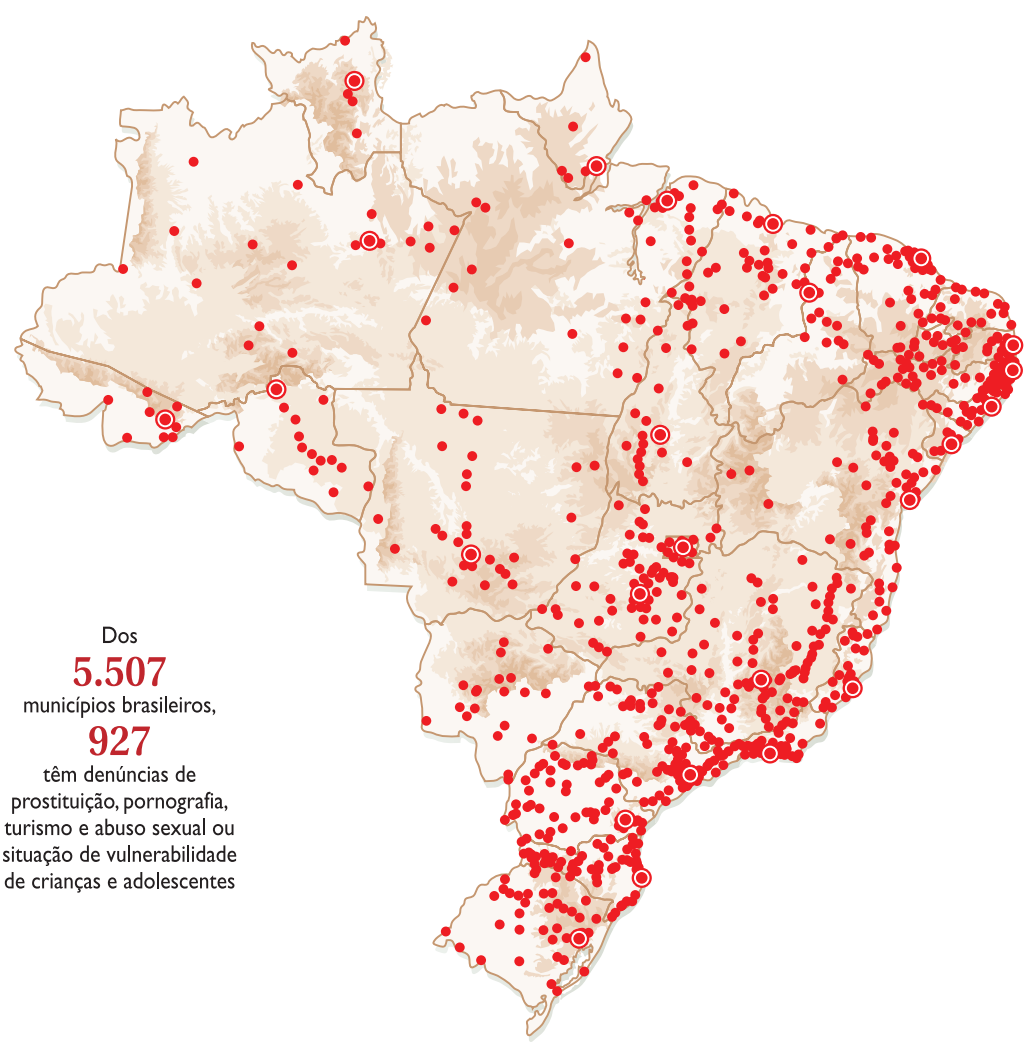 Dos
5.507
municípios brasileiros,
927
têm denúncias de
prostituição, pornografia,
turismo e abuso sexual ou
situação de vulnerabilidade
de crianças e adolescentes